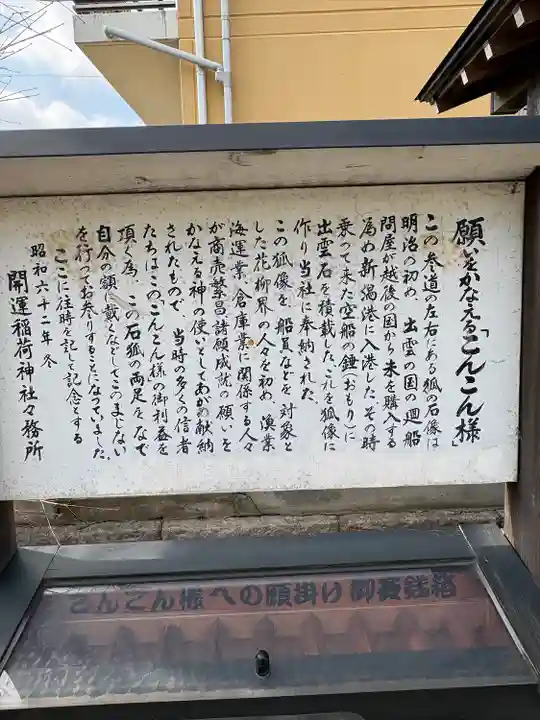 願いをかなえる「こんこん様」
この参道の左右にある狐の石像は
明治の初め、出雲の国の廻船
問屋が越後の国から米を購入する
為め新潟港に入港した。その時
乗って来た空船の錘(おもり)に
出雲石を積載した。これを狐像に
作り当社に奉納された。
この狐像を、船員などを対象と
した花柳界の人々を初め、漁業
海運業、倉庫業に関係する人々
が商売繁昌諸願成就の願いを
かなえる神の使いとしてあがめ献納
されたもので、当時の多くの信者
たちはこの「こんこん様の御利益を
頂く為、この石狐の両足をなで
自分の額に戴くなどしてこのまじない
を行ってお参りすることになっていました。
ここに往時を記し記念とする
昭和六十二年 冬
開運稲荷神社々務所
こんこん様への願掛け御賽銭箱